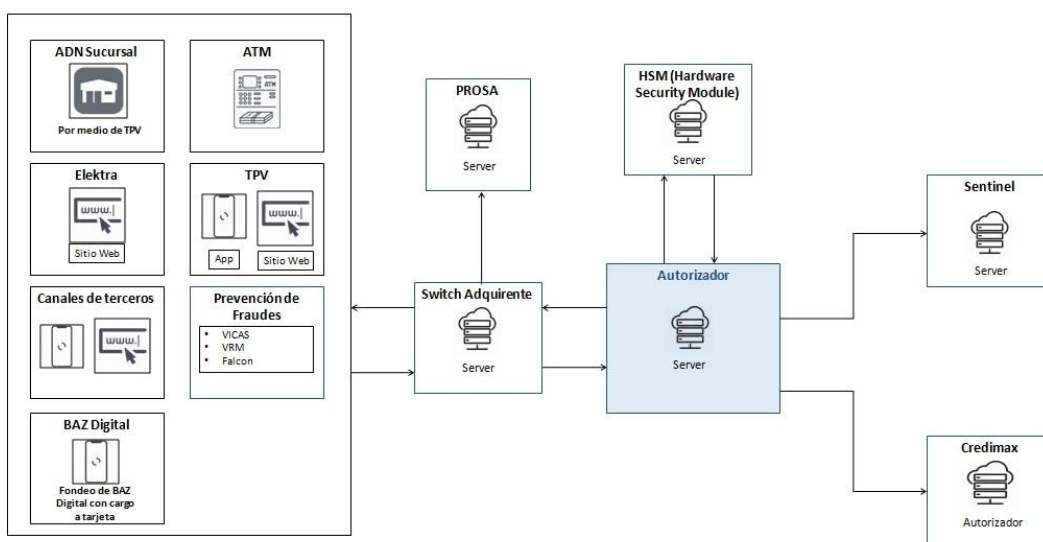 ADN Sucursal
Por medio de TPV
ATM
ATM
Elektra
www.|
Sitio Web
TPV
www.|
App
Sitio Web
Canales de terceros
www.|
Prevención de
Fraudes
• VICAS
• VRM
• Falcon
BAZ Digital
Fondeo de BAZ
Digital con cargo
a tarjeta
PROSA
Server
HSM (Hardware
Security Module)
Server
Switch Adquirente
Server
Autorizador
Server
Sentinel
Server
Credimax
Autorizador